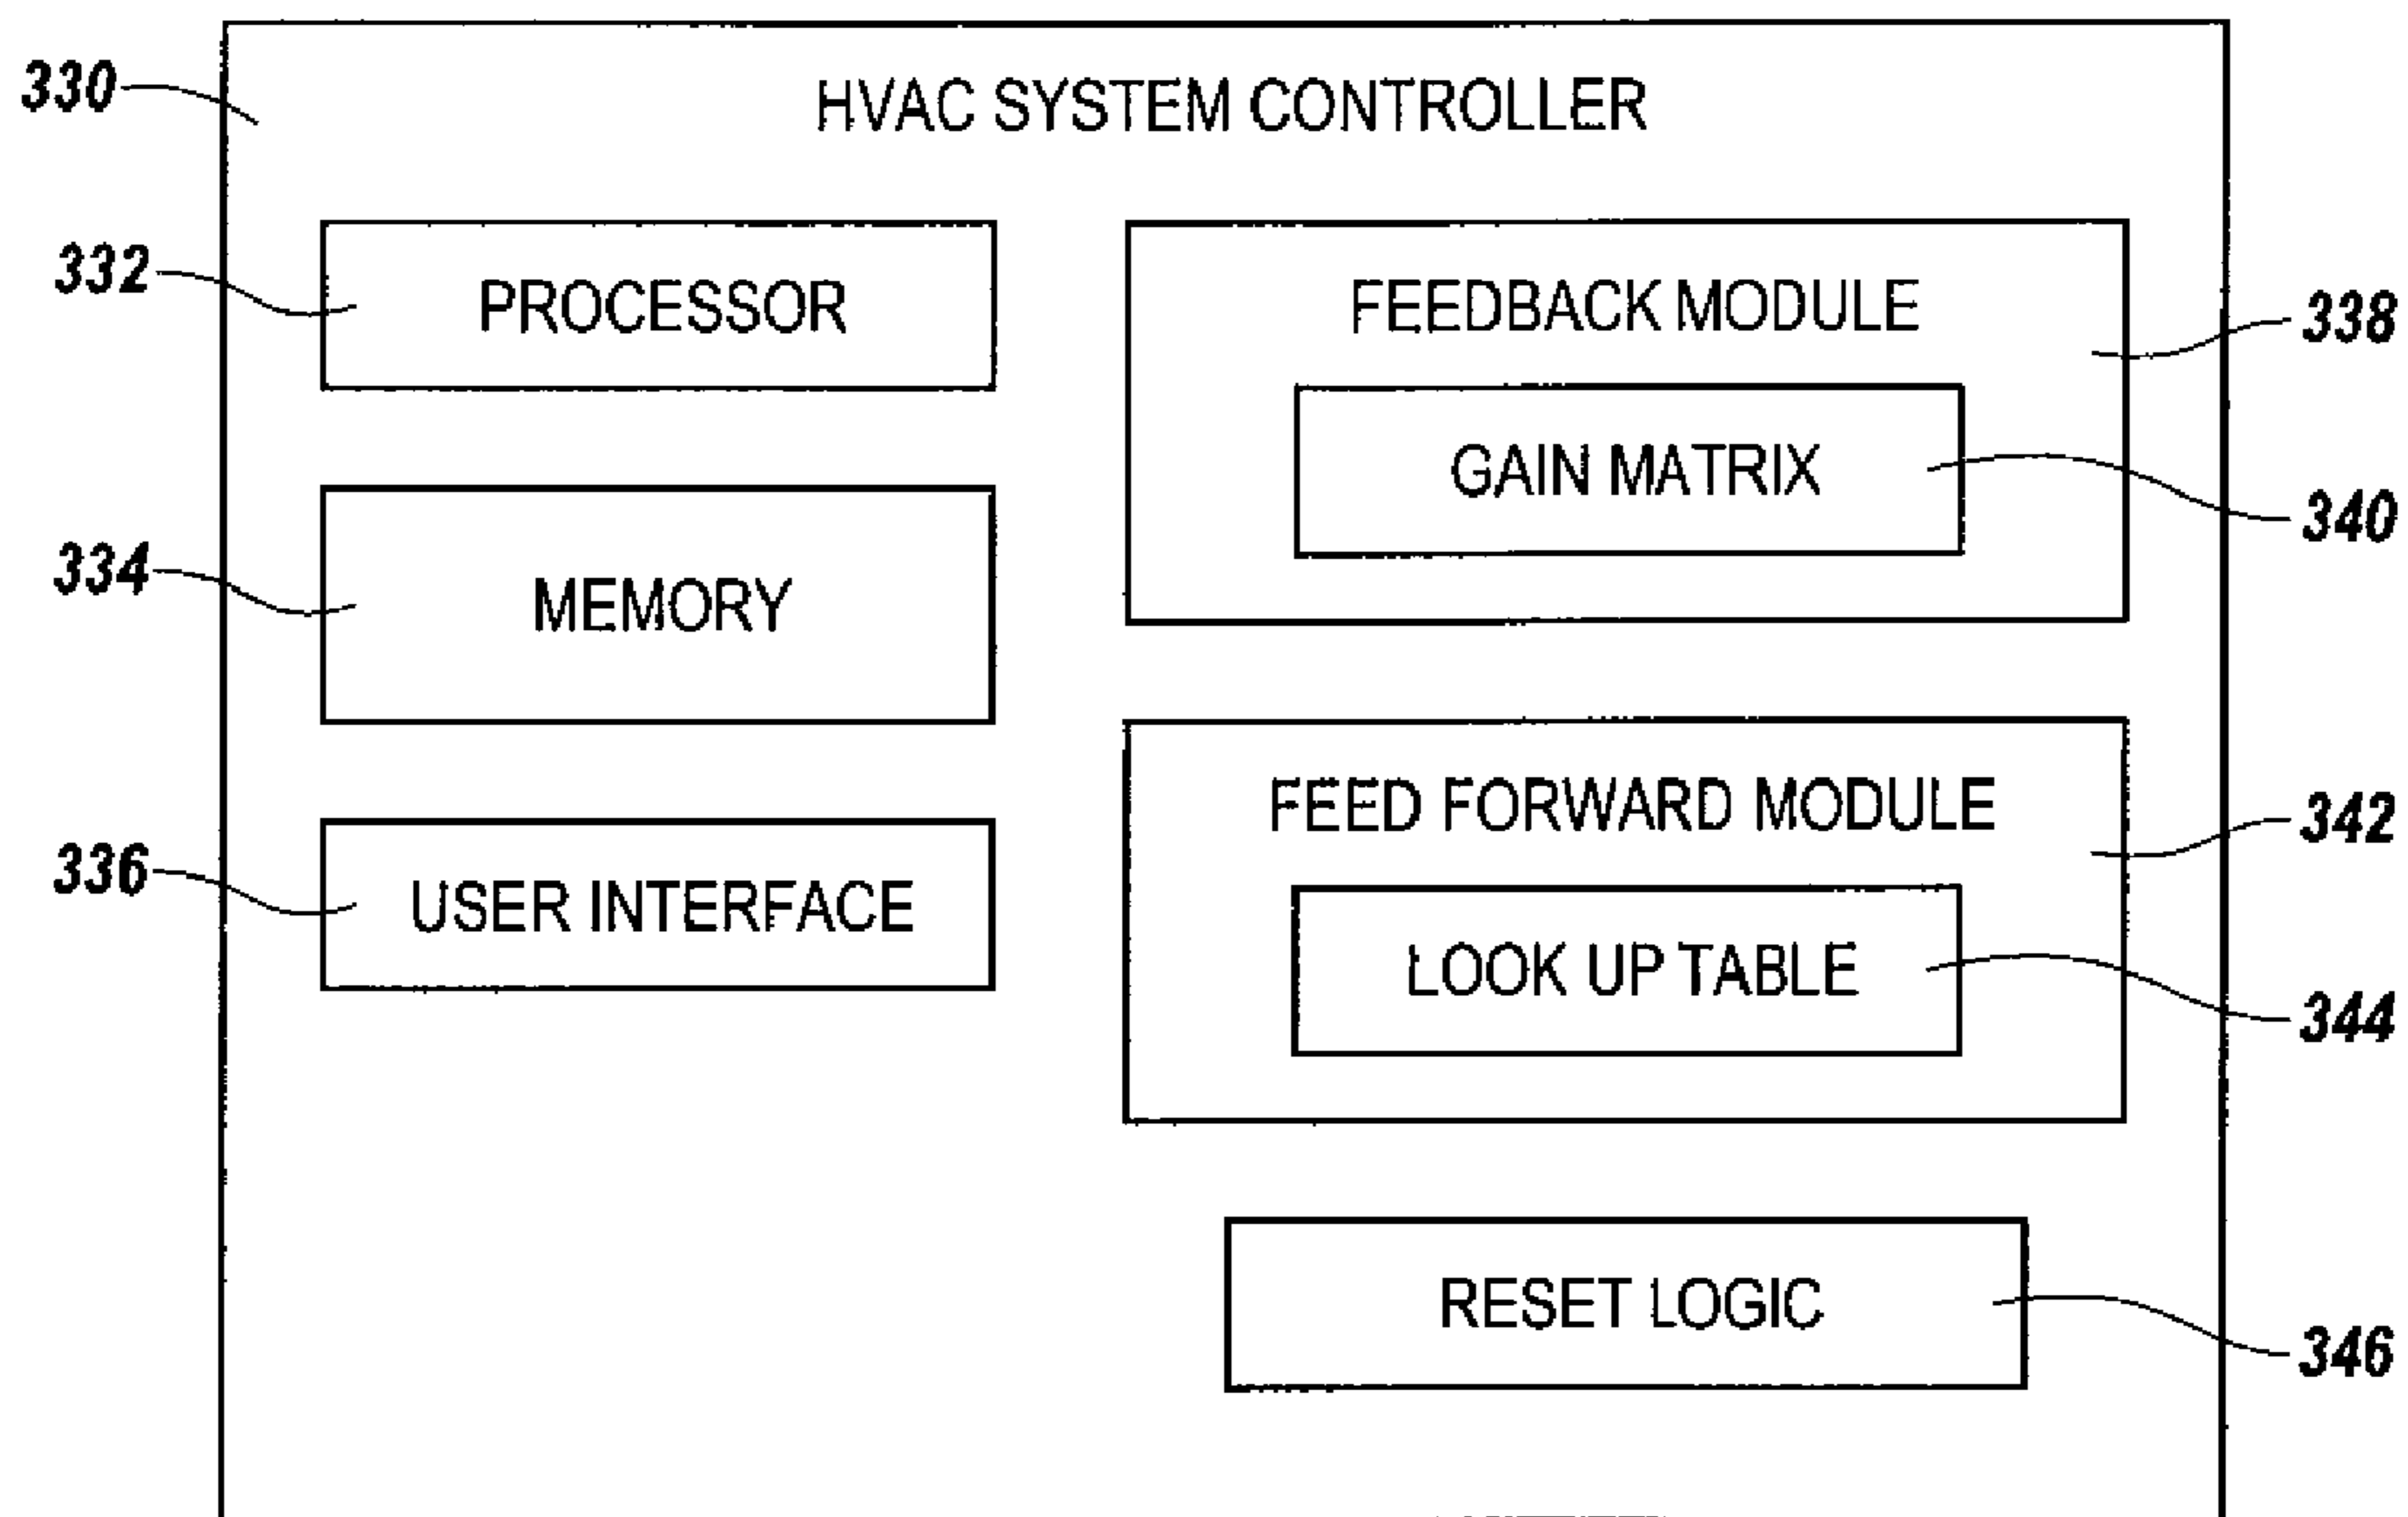 330
HVAC SYSTEM CONTROLLER
332
PROCESSOR
334
MEMORY
336
USER INTERFACE
FEEDBACK MODULE
338
GAIN MATRIX
340
FEED FORWARD MODULE
342
LOOK UP TABLE
344
RESET LOGIC
346